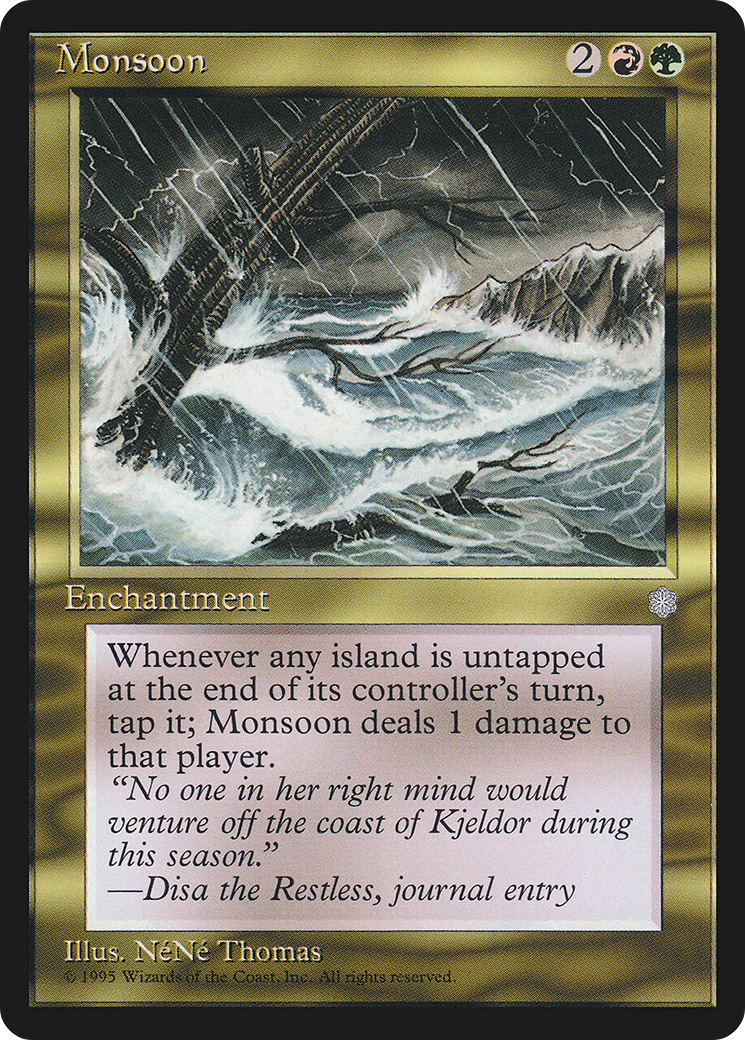 Monsoon 2
Enchantment
Whenever any island is untapped
at the end of its controller's turn,
tap it; Monsoon deals 1 damage to
that player.
“No one in her right mind would
venture off the coast of Kjeldor during
this season.”
—Disa the Restless, journal entry
Illus. NéNé Thomas
© 1995 Wizards of the Coast, Inc. All rights reserved.